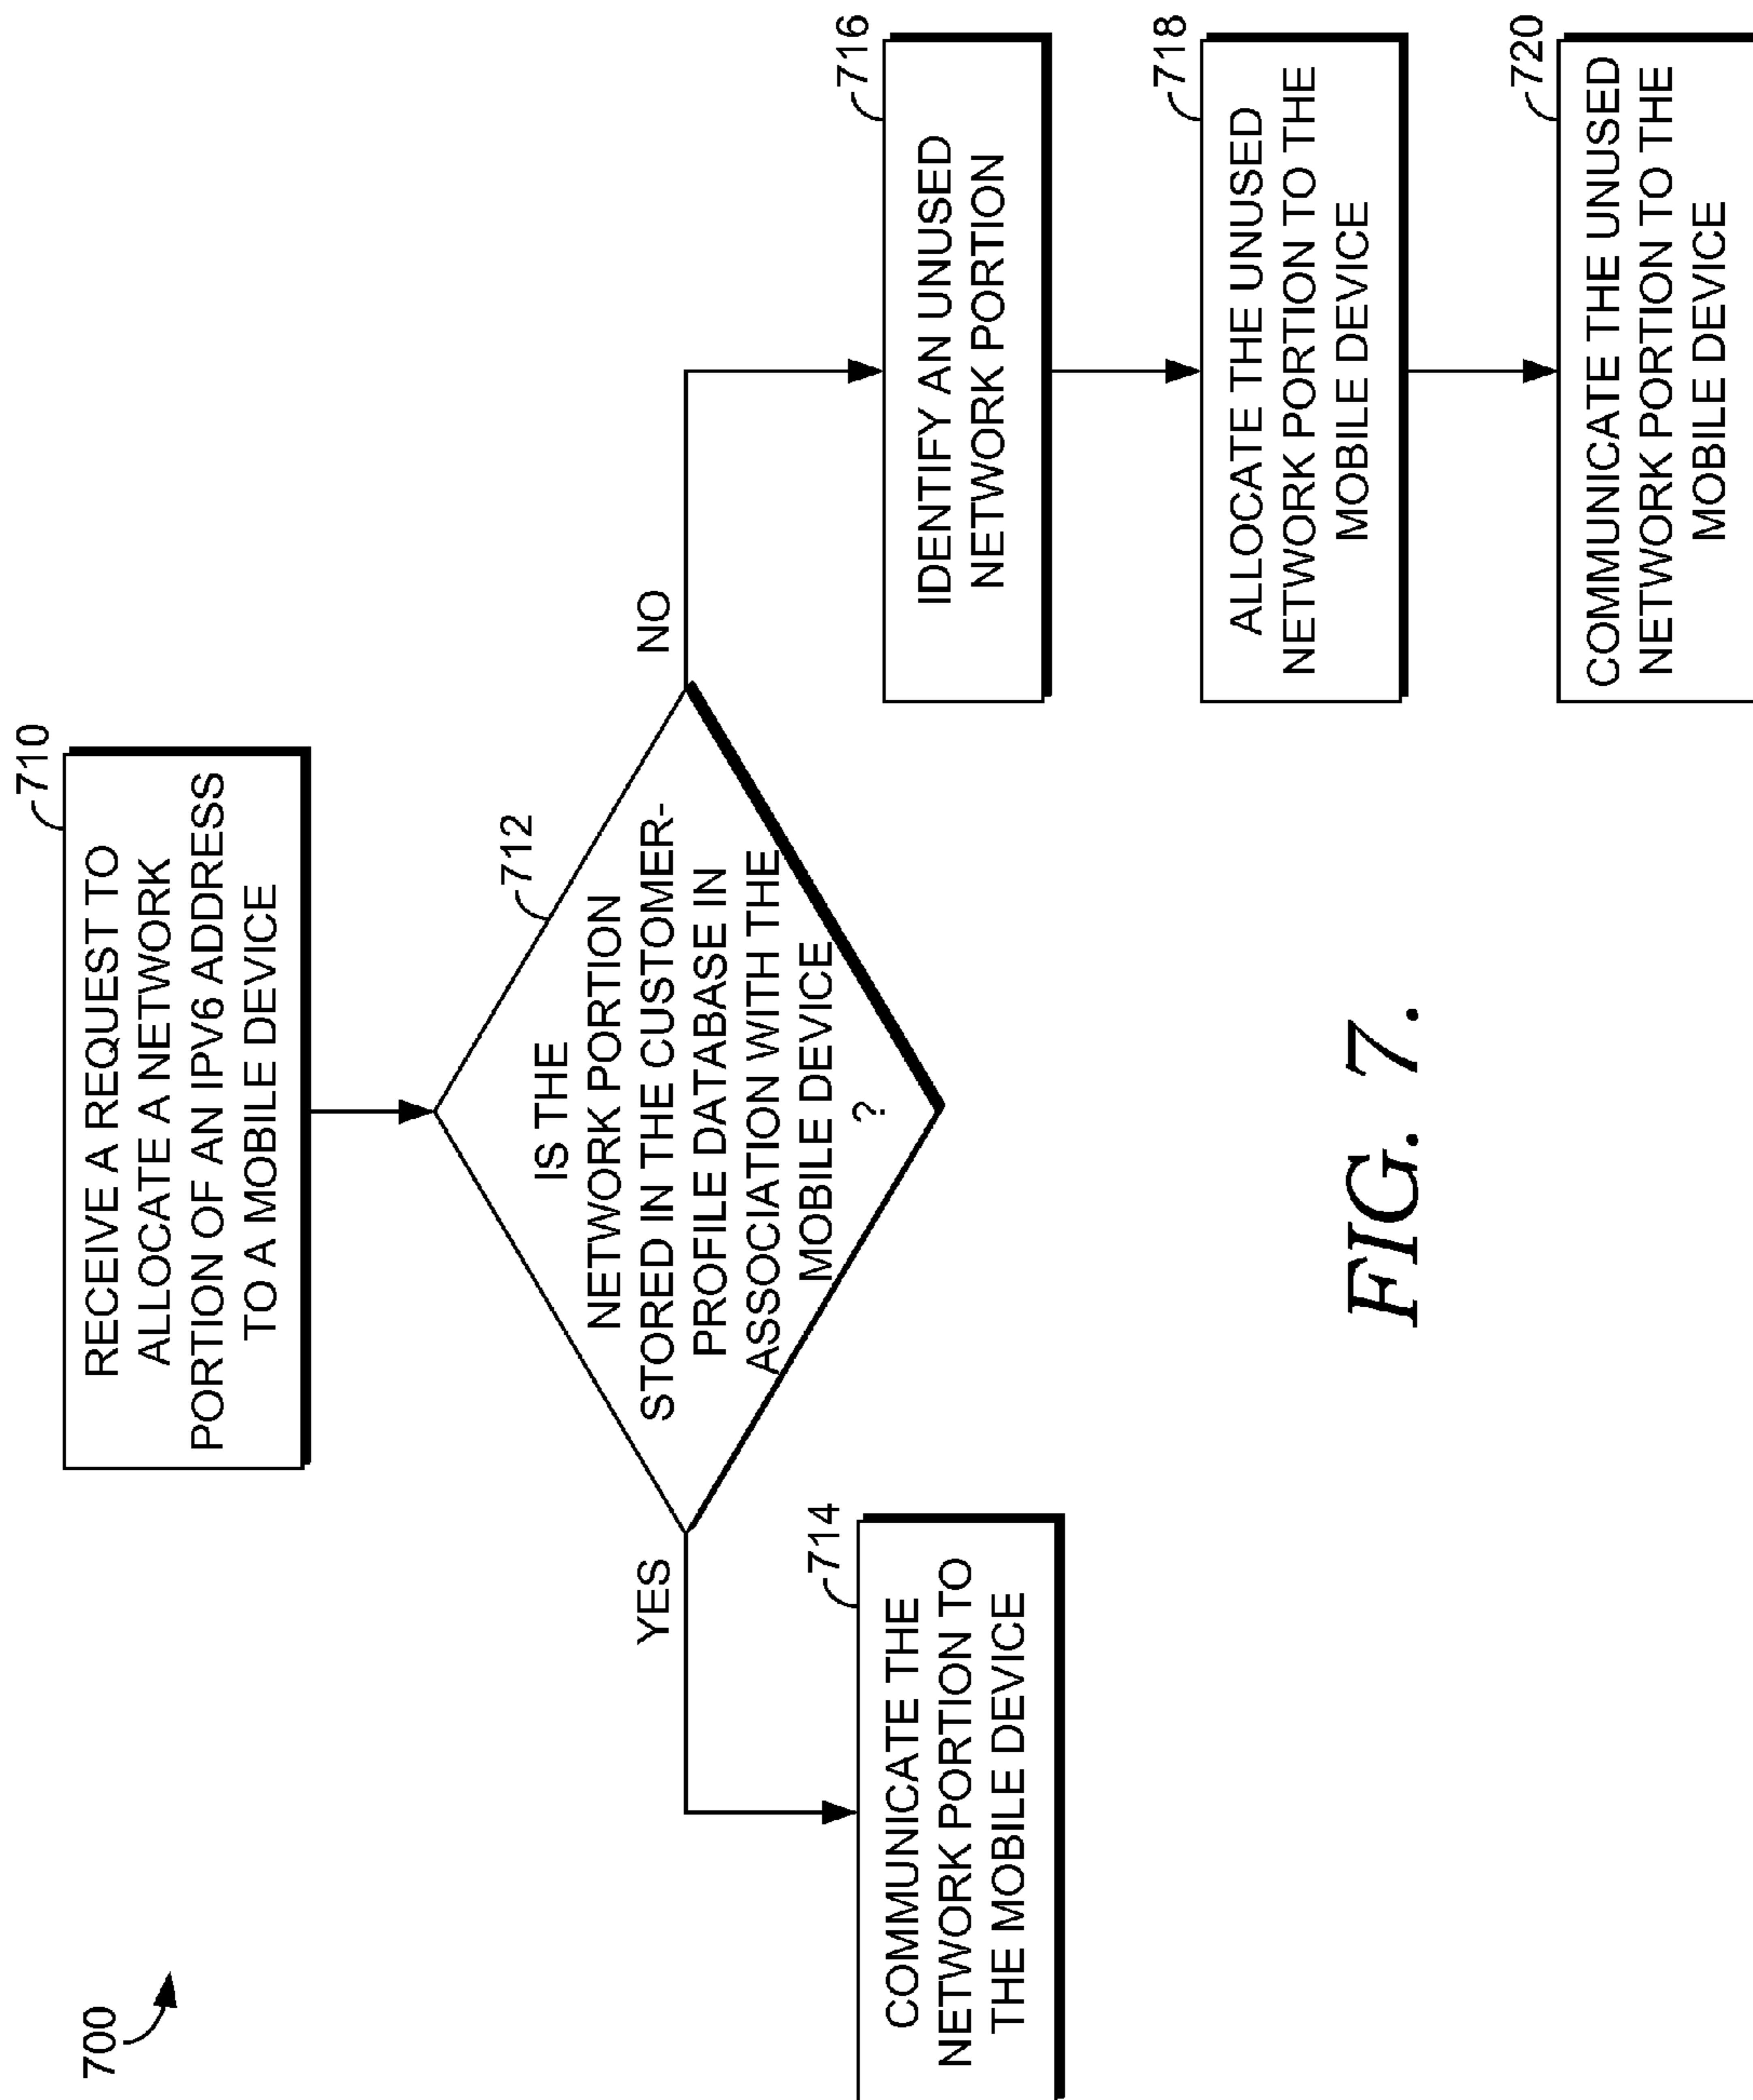 700
710
RECEIVE A REQUEST TO
ALLOCATE A NETWORK
PORTION OF AN IPV6 ADDRESS
TO A MOBILE DEVICE
712
IS THE
NETWORK PORTION
STORED IN THE CUSTOMER-
PROFILE DATABASE IN
ASSOCIATION WITH THE
MOBILE DEVICE
?
YES
NO
714
COMMUNICATE THE
NETWORK PORTION TO
THE MOBILE DEVICE
716
IDENTIFY AN UNUSED
NETWORK PORTION
718
ALLOCATE THE UNUSED
NETWORK PORTION TO THE
MOBILE DEVICE
720
COMMUNICATE THE UNUSED
NETWORK PORTION TO THE
MOBILE DEVICE
FIG. 7.